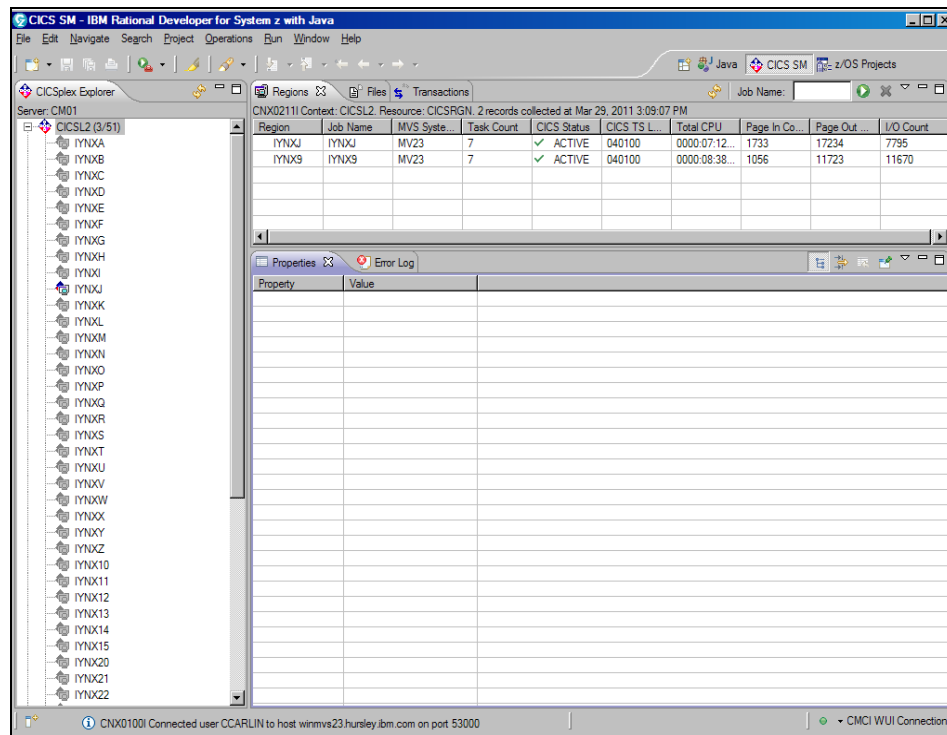 CICS SM - IBM Rational Developer for System z with Java
File Edit Navigate Search Project Operations Run Window Help
Java CICS SM z/OS Projects
CICSplex Explorer
Server: CM01
CICSL2 (3/51)
IYNXA
IYNXB
IYNXC
IYNXD
IYNXE
IYNXF
IYNXG
IYNXH
IYNXI
IYNXJ
IYNXK
IYNXL
IYNXM
IYNXN
IYNXO
IYNXP
IYNXQ
IYNXR
IYNXS
IYNXT
IYNXU
IYNXV
IYNXW
IYNXX
IYNXY
IYNXZ
IYNX10
IYNX11
IYNX12
IYNX13
IYNX14
IYNX15
IYNX20
IYNX21
IYNX22
Regions Files Transactions Job Name:
CNX0211I Context: CICSL2. Resource: CICSRGN. 2 records collected at Mar 29, 2011 3:09:07 PM
Region Job Name MVS Syste... Task Count CICS Status CICS TS L... Total CPU Page In Co... Page Out ... I/O Count
IYNXJ IYNXJ MV23 7 ACTIVE 040100 0000:07:12... 1733 17234 7795
IYNX9 IYNX9 MV23 7 ACTIVE 040100 0000:08:38... 1056 11723 11670
Properties Error Log
Property Value
CNX0100I Connected user CCARLIN to host winmvs23.hursley.ibm.com on port 53000
CMCI WUI Connection